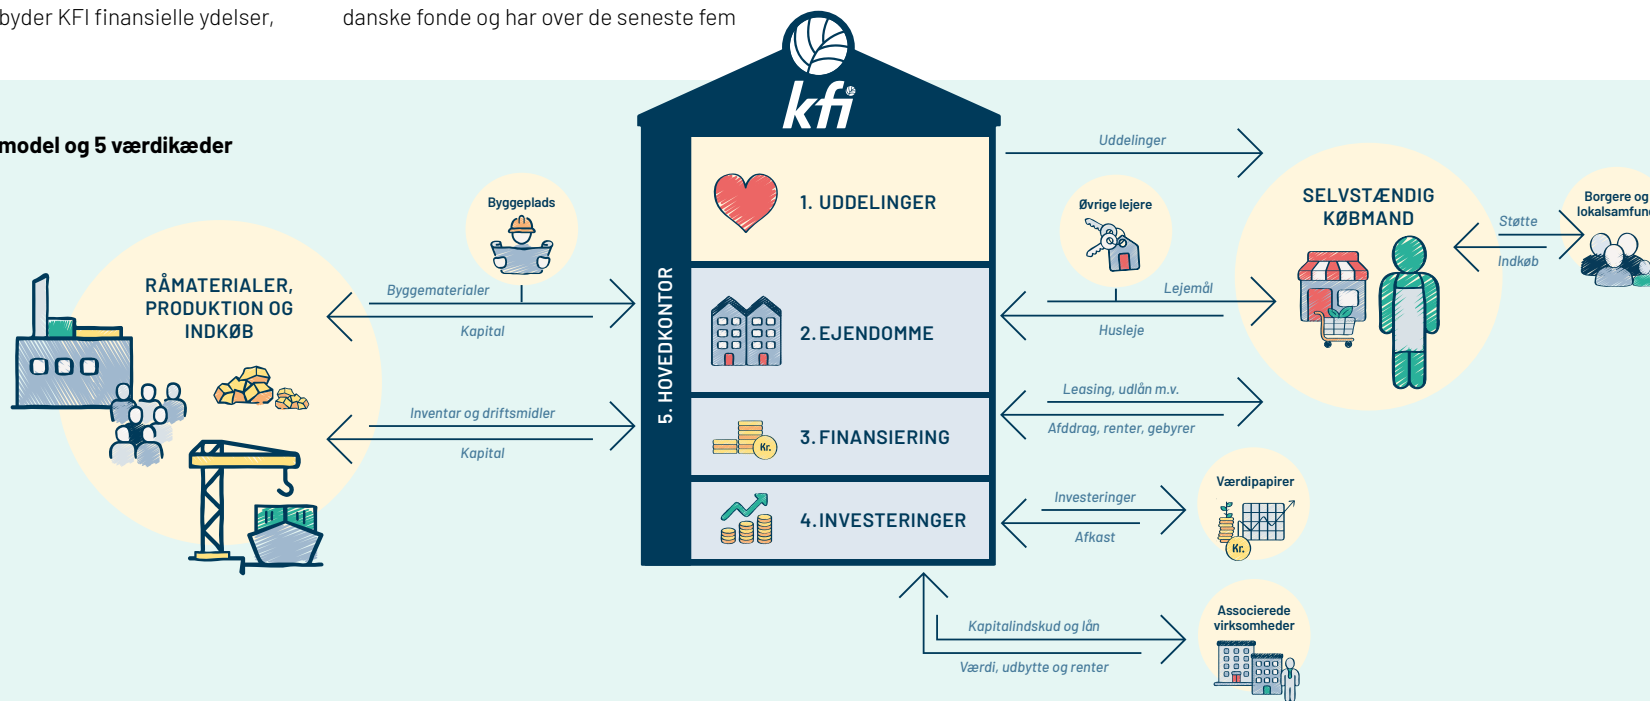 byder KFI finansielle ydelser,
danske fonde og har over de seneste fem
model og 5 værdikæder
kfi
5. HOVEDKONTOR
1. UDDELINGER
2. EJENDOMME
3. FINANSIERING
4. INVESTERINGER
RÅMATERIALER,
PRODUKTION OG
INDKØB
Byggeplads
Byggematerialer
Kapital
Inventar og driftsmidler
Kapital
Uddelinger
Øvrige lejere
Lejemål
Husleje
Leasing, udlån m.v.
Afddrag, renter, gebyrer
SELVSTÆNDIG
KØBMAND
Støtte
Indkøb
Borgere og
lokalsamfund
Investeringer
Afkast
Værdipapirer
Kr.
Kr.
Kapitalindskud og lån
Værdi, udbytte og renter
Associerede
virksomheder